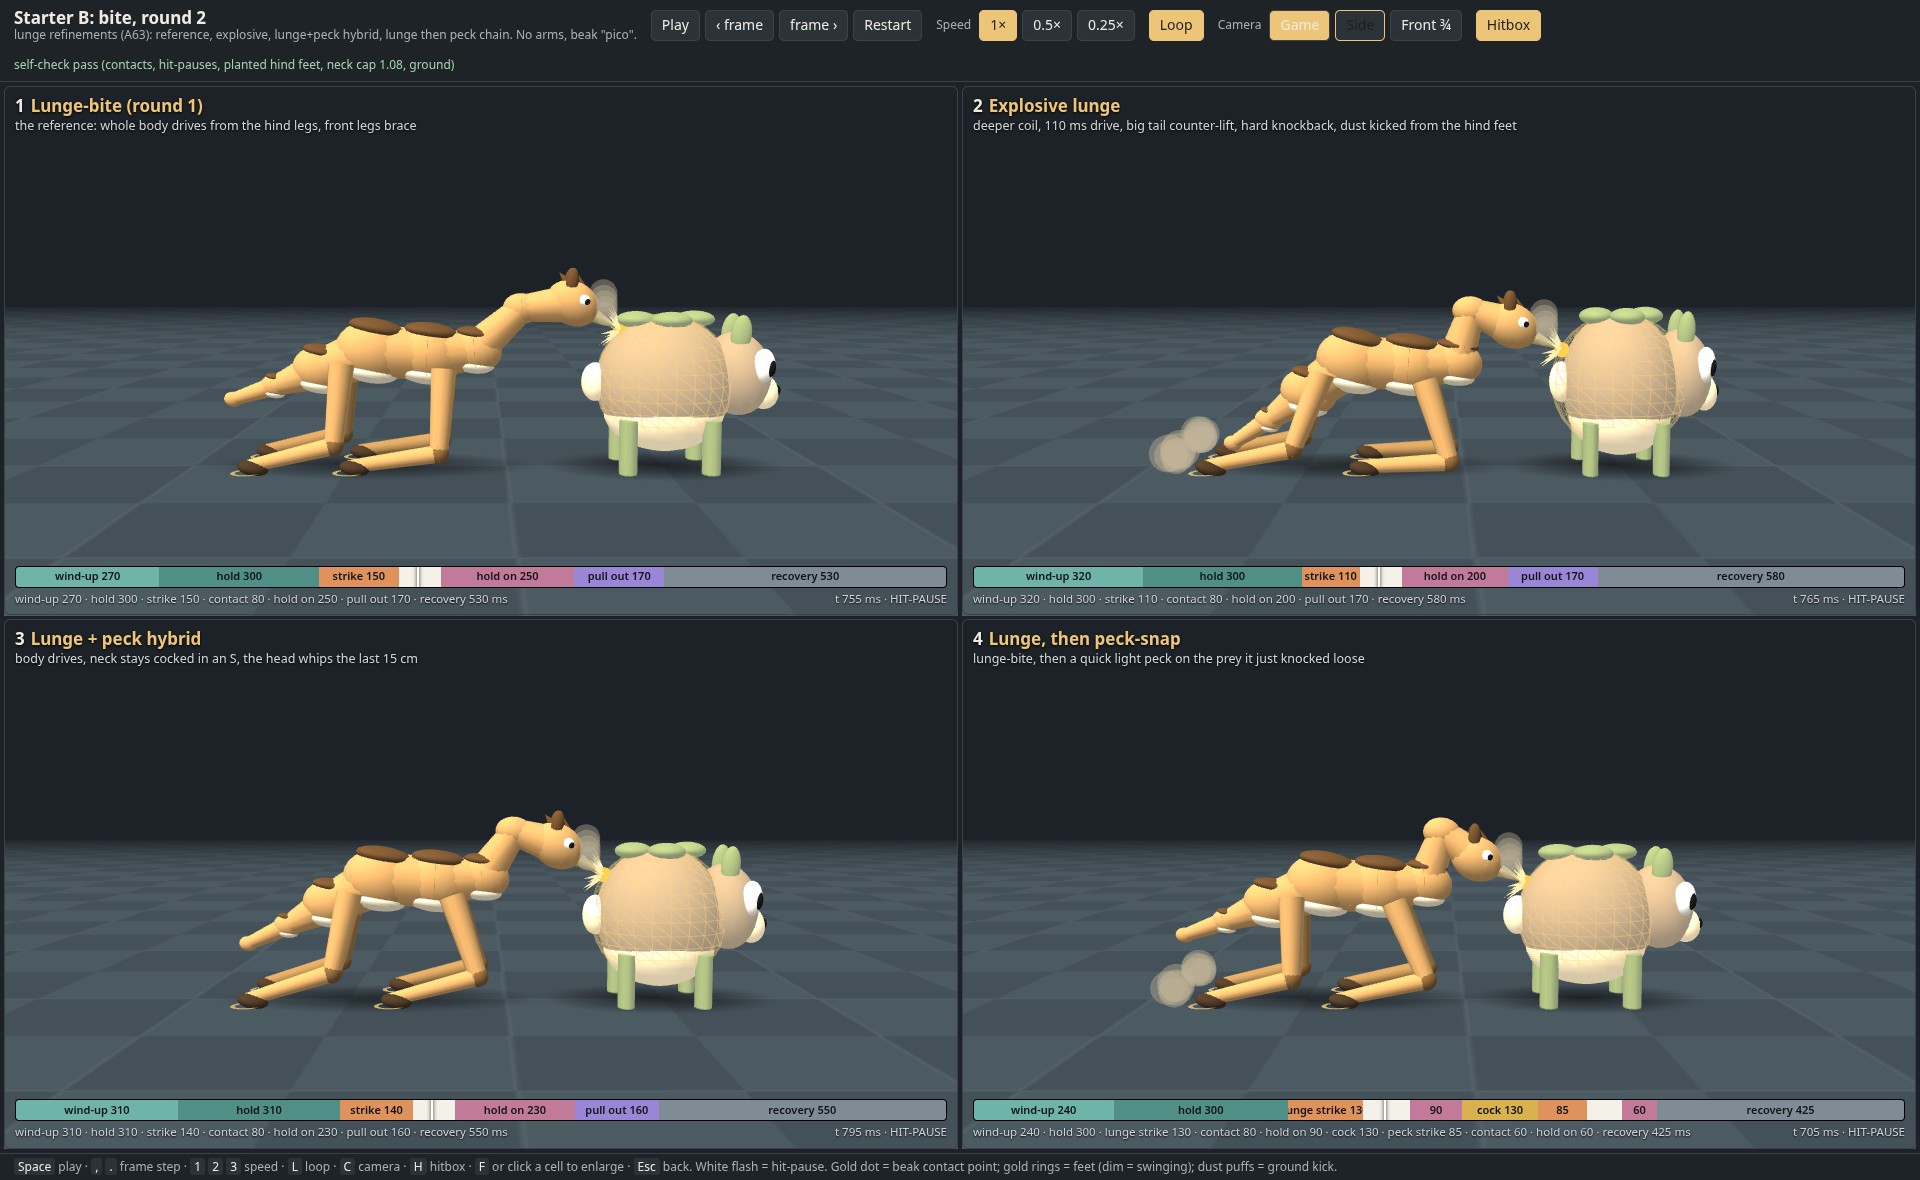 Starter B: bite, round 2
lunge refinements (A63): reference, explosive, lunge+peck hybrid, lunge then peck chain. No arms, beak "pico".
Play ‹ frame frame › Restart Speed 1× 0.5× 0.25× Loop Camera Game Side Front ¾ Hitbox
self-check pass (contacts, hit-pauses, planted hind feet, neck cap 1.08, ground)
1 Lunge-bite (round 1)
the reference: whole body drives from the hind legs, front legs brace
wind-up 270 hold 300 strike 150 hold on 250 pull out 170 recovery 530
wind-up 270 · hold 300 · strike 150 · contact 80 · hold on 250 · pull out 170 · recovery 530 ms
t 755 ms · HIT-PAUSE
2 Explosive lunge
deeper coil, 110 ms drive, big tail counter-lift, hard knockback, dust kicked from the hind feet
wind-up 320 hold 300 strike 110 hold on 200 pull out 170 recovery 580
wind-up 320 · hold 300 · strike 110 · contact 80 · hold on 200 · pull out 170 · recovery 580 ms
t 765 ms · HIT-PAUSE
3 Lunge + peck hybrid
body drives, neck stays cocked in an S, the head whips the last 15 cm
wind-up 310 hold 310 strike 140 hold on 230 pull out 160 recovery 550
wind-up 310 · hold 310 · strike 140 · contact 80 · hold on 230 · pull out 160 · recovery 550 ms
t 795 ms · HIT-PAUSE
4 Lunge, then peck-snap
lunge-bite, then a quick light peck on the prey it just knocked loose
wind-up 240 hold 300 unge strike 13 90 cock 130 85 60 recovery 425
wind-up 240 · hold 300 · lunge strike 130 · contact 80 · hold on 90 · cock 130 · peck strike 85 · contact 60 · hold on 60 · recovery 425 ms
t 705 ms · HIT-PAUSE
Space play · , . frame step · 1 2 3 speed · L loop · C camera · H hitbox · F or click a cell to enlarge · Esc back. White flash = hit-pause. Gold dot = beak contact point; gold rings = feet (dim = swinging); dust puffs = ground kick.